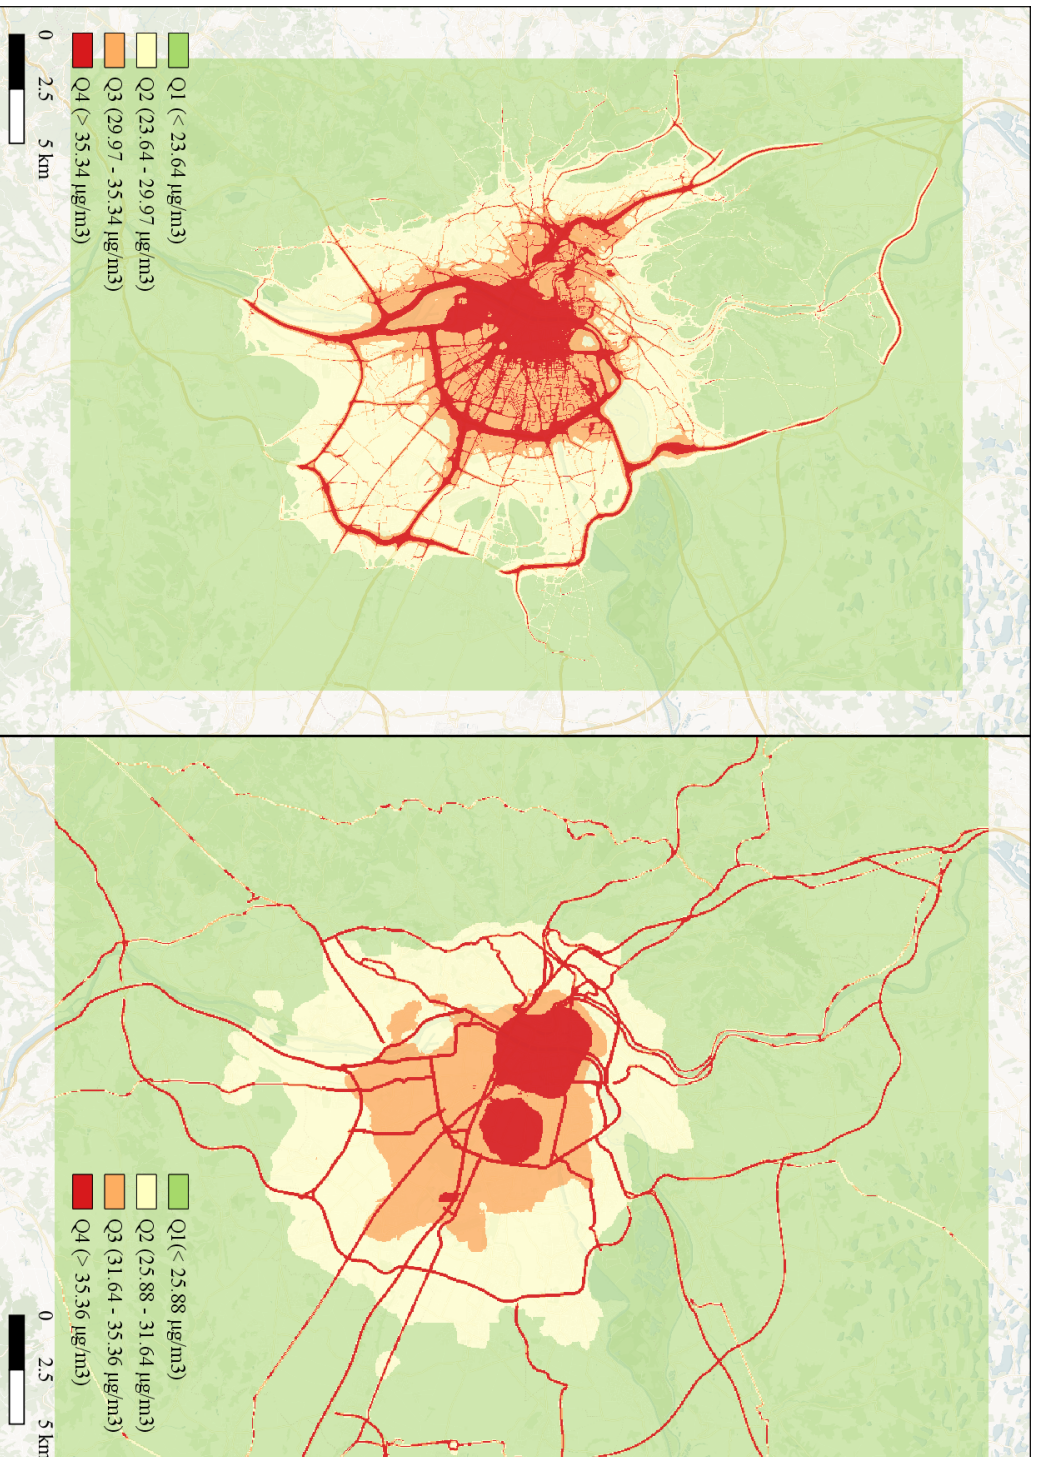 Q1 (< 23.64 µg/m3)
Q2 (23.64 - 29.97 µg/m3)
Q3 (29.97 - 35.34 µg/m3)
Q4 (> 35.34 µg/m3)
0 2.5 5 km
Q1(< 25.88 µg/m3)
Q2 (25.88 - 31.64 µg/m3)
Q3 (31.64 - 35.36 µg/m3)
Q4 (> 35.36 µg/m3)
0 2.5 5 km